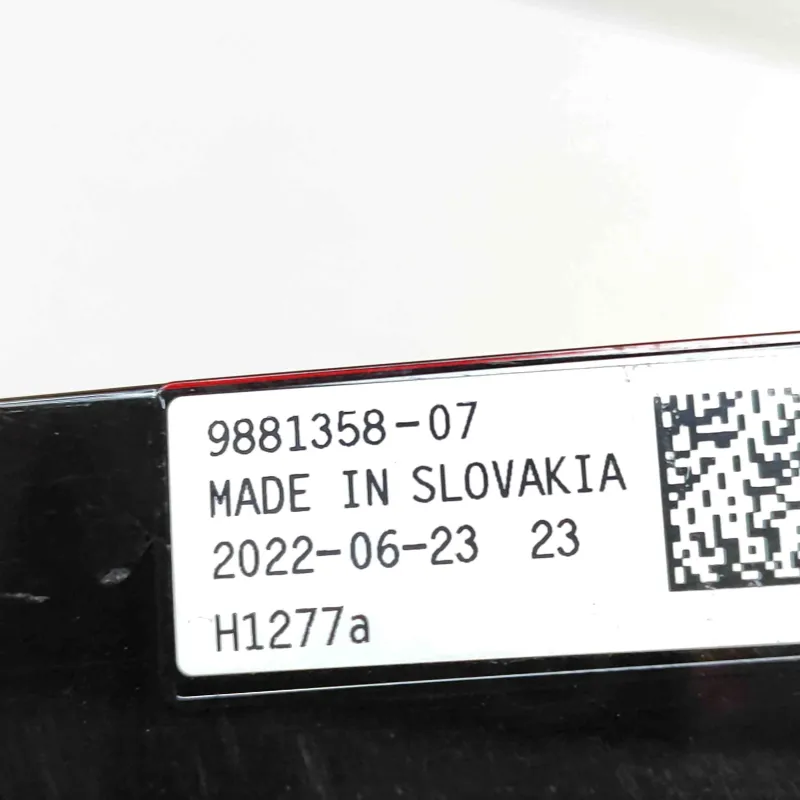 9881358-07
MADE IN SLOVAKIA
2022-06-23 23
H1277a